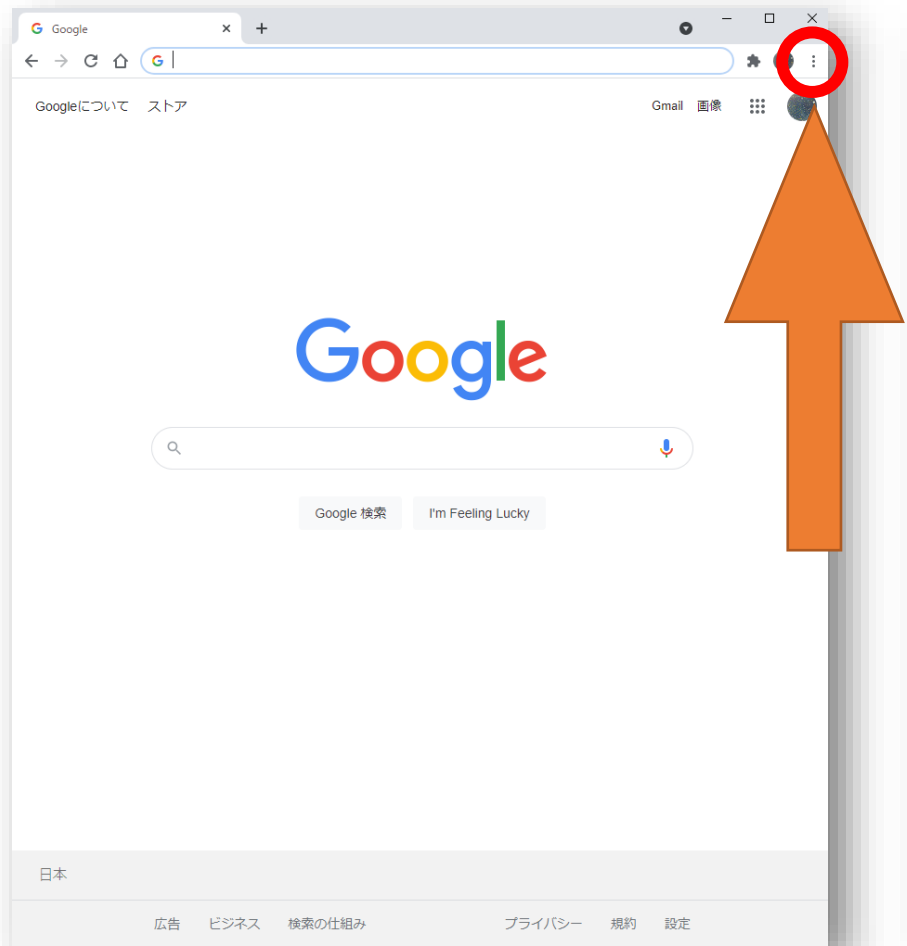 Google
Googleについて ストア Gmail 画像
Google
Google 検索 I'm Feeling Lucky
日本
広告 ビジネス 検索の仕組み プライバシー 規約 設定